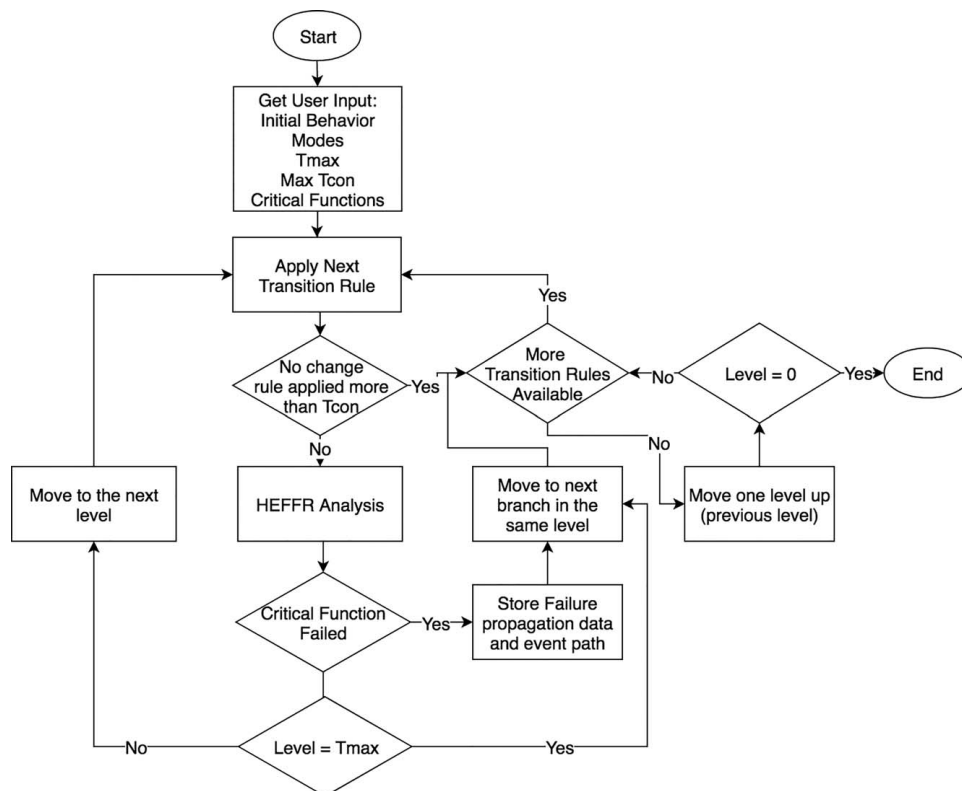 Start
Get User Input:
Initial Behavior
Modes
Tmax
Max Tcon
Critical Functions
Apply Next
Transition Rule
Yes
No change
rule applied more
than Tcon
Yes
More
Transition Rules
Available
No
Level = 0
Yes
End
No
No
Move to the next
level
HEFFR Analysis
Move to next
branch in the
same level
Move one level up
(previous level)
Critical Function
Failed
Yes
Store Failure
propagation data
and event path
No
Level = Tmax
Yes